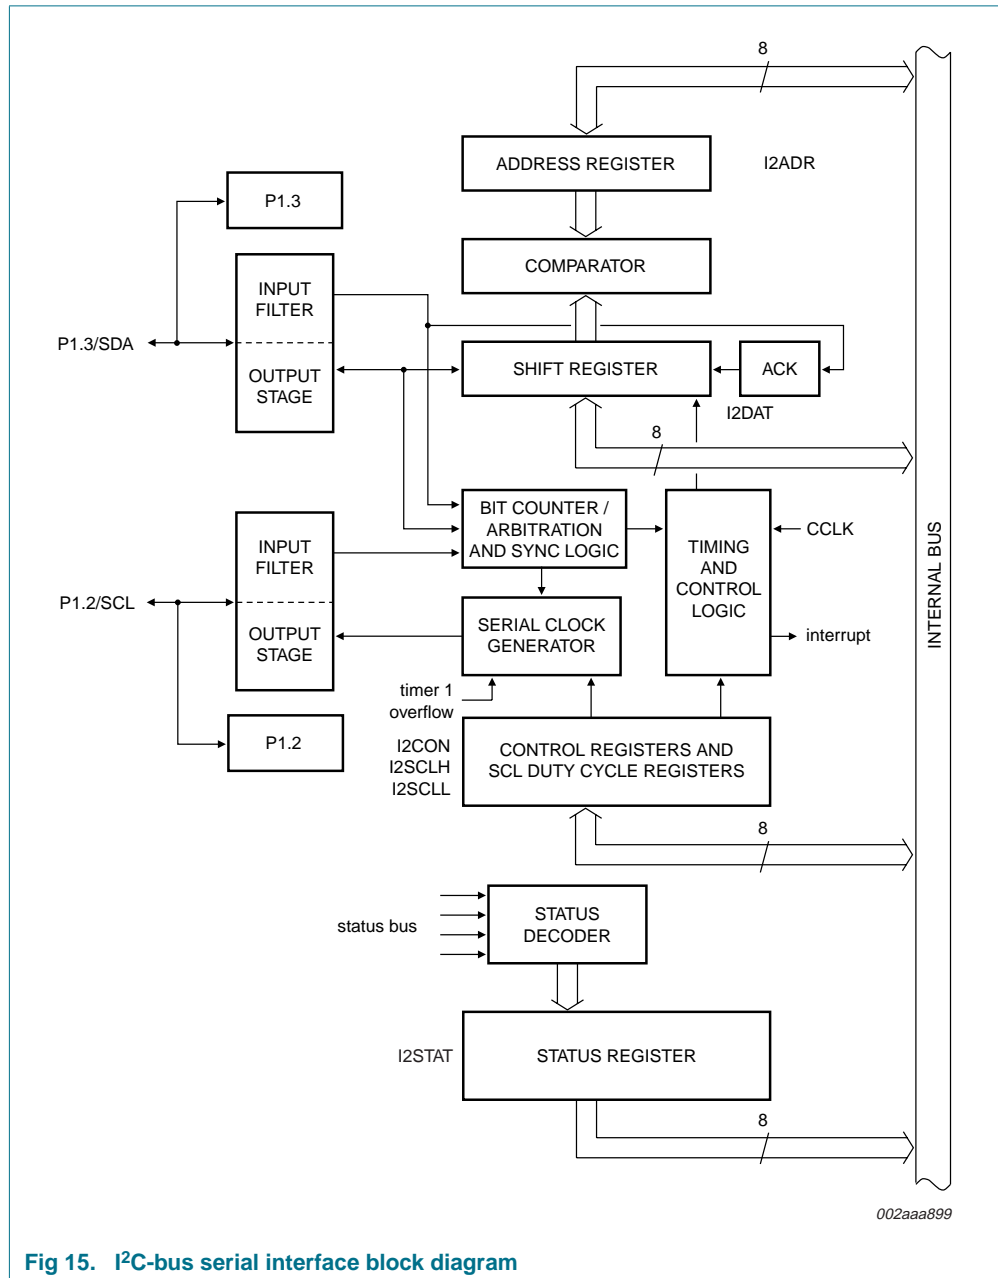 8
ADDRESS REGISTER
I2ADR
P1.3
COMPARATOR
INPUT
FILTER
P1.3/SDA
OUTPUT
STAGE
SHIFT REGISTER
ACK
I2DAT
8
BIT COUNTER /
ARBITRATION
AND SYNC LOGIC
TIMING
AND
CONTROL
LOGIC
CCLK
INPUT
FILTER
P1.2/SCL
OUTPUT
STAGE
SERIAL CLOCK
GENERATOR
interrupt
INTERNAL BUS
timer 1
overflow
P1.2
I2CON
I2SCLH
I2SCLL
CONTROL REGISTERS AND
SCL DUTY CYCLE REGISTERS
8
status bus
STATUS
DECODER
I2STAT
STATUS REGISTER
8
002aaa899
Fig 15. I²C-bus serial interface block diagram